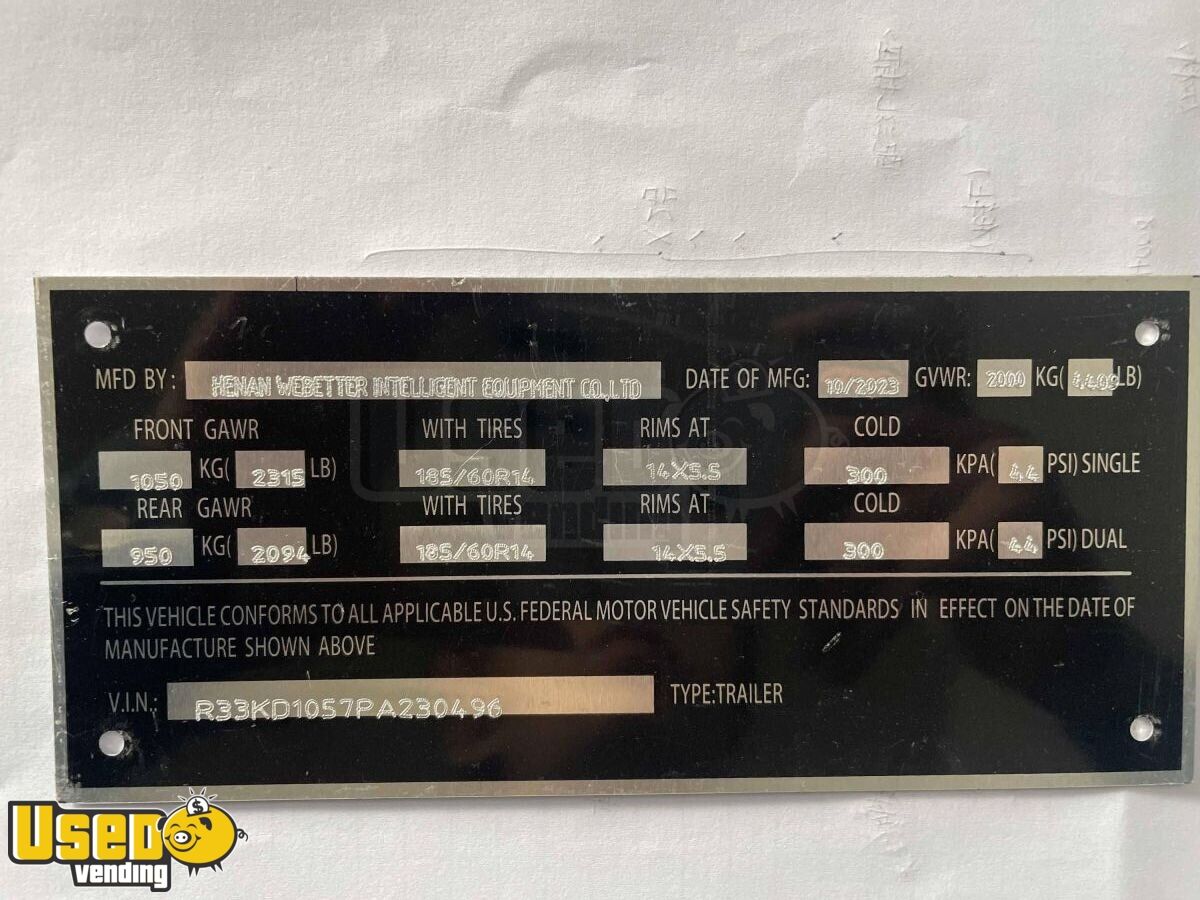 MFD BY: HENAN WEBETTER INTELLIGENT EQUIPMENT CO.,LTD DATE OF MFG: 10/2023 GVWR: 2000 KG( 4409 LB)
FRONT GAWR WITH TIRES RIMS AT COLD
1050 KG( 2315 LB) 185/60R14 14X5.5 300 KPA( 44 PSI) SINGLE
REAR GAWR WITH TIRES RIMS AT COLD
950 KG( 2094 LB) 185/60R14 14X5.5 300 KPA( 44 PSI) DUAL
THIS VEHICLE CONFORMS TO ALL APPLICABLE U.S. FEDERAL MOTOR VEHICLE SAFETY STANDARDS IN EFFECT ON THE DATE OF
MANUFACTURE SHOWN ABOVE
V.I.N.: R33KD1057PA230496 TYPE:TRAILER
USED
vending